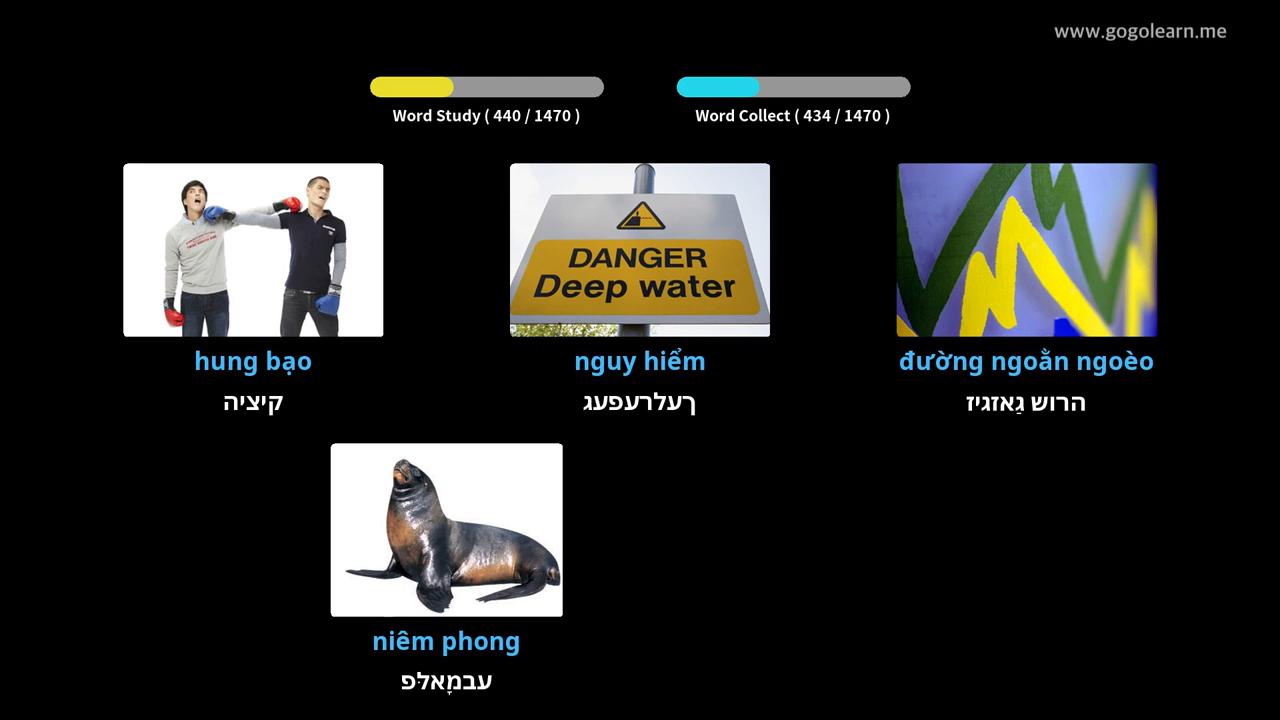 www.gogolearn.me
Word Study ( 440 / 1470 )
Word Collect ( 434 / 1470 )
DANGER
Deep water
hung bạo
nguy hiểm
đường ngoằn ngoèo
קיציה
ךעלרעפעג
הרוש גַאזגיז
niêm phong
עבמָאלּפ